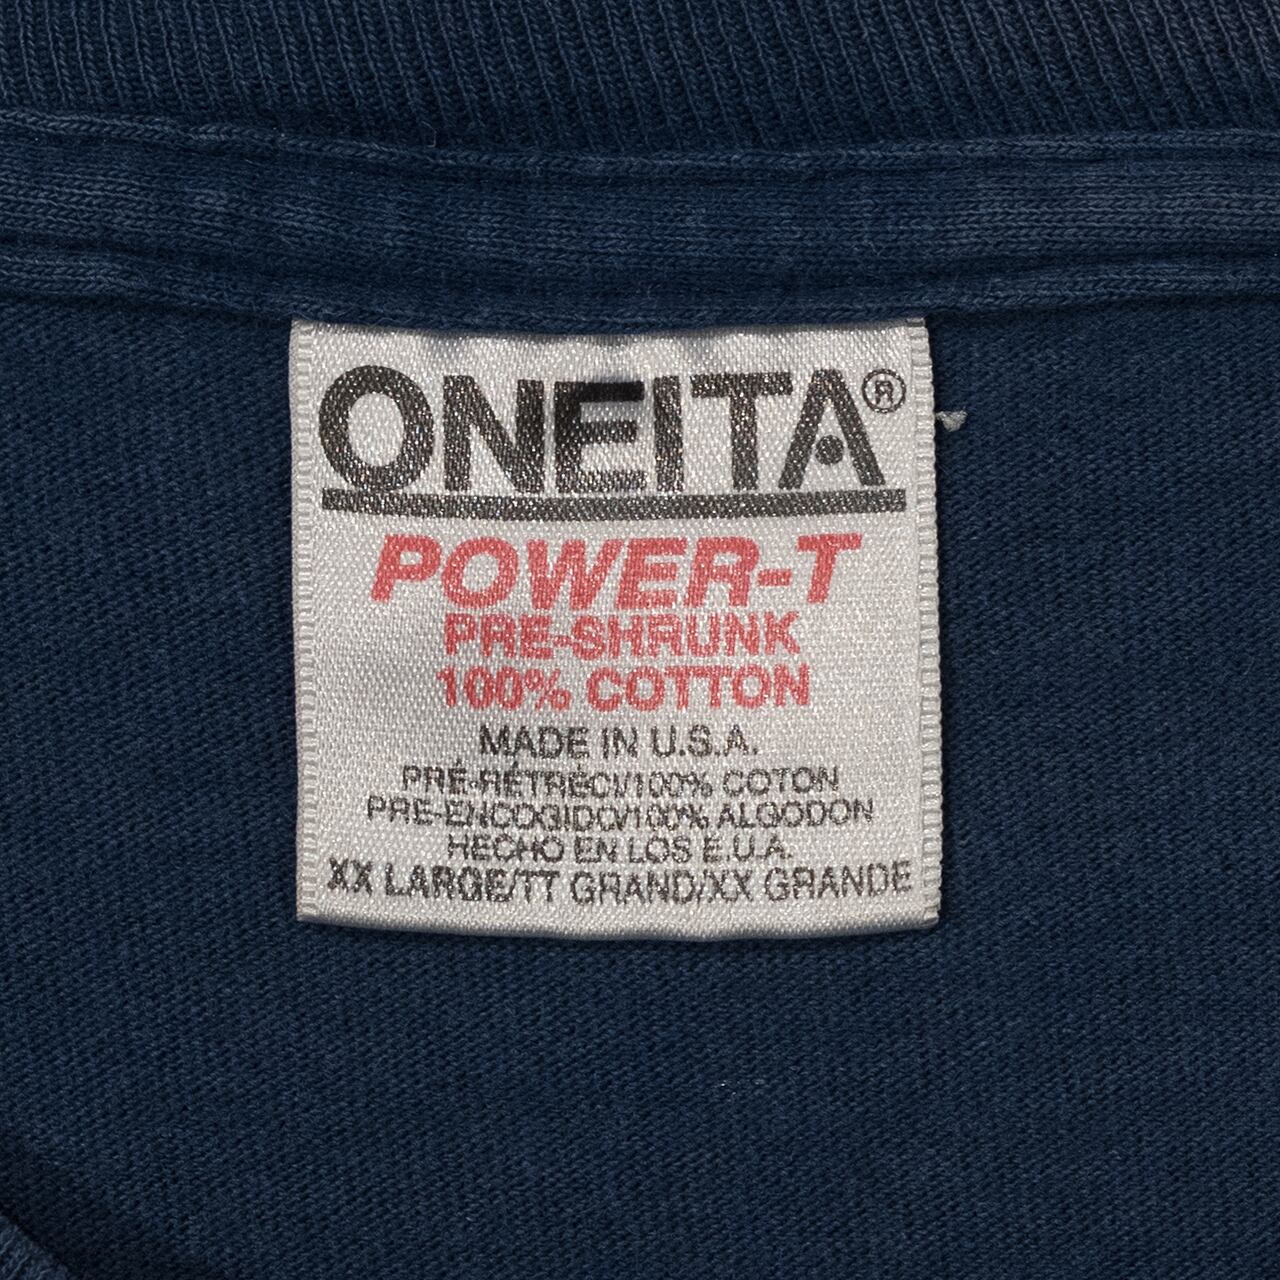 ONEITA®
POWER-T
PRE-SHRUNK
100% COTTON
MADE IN U.S.A.
PRÉ-RÉTRÉCI/100% COTON
PRE-ENCOGIDO/100% ALGODON
HECHO EN LOS E.U.A.
XX LARGE/TT GRAND/XX GRANDE